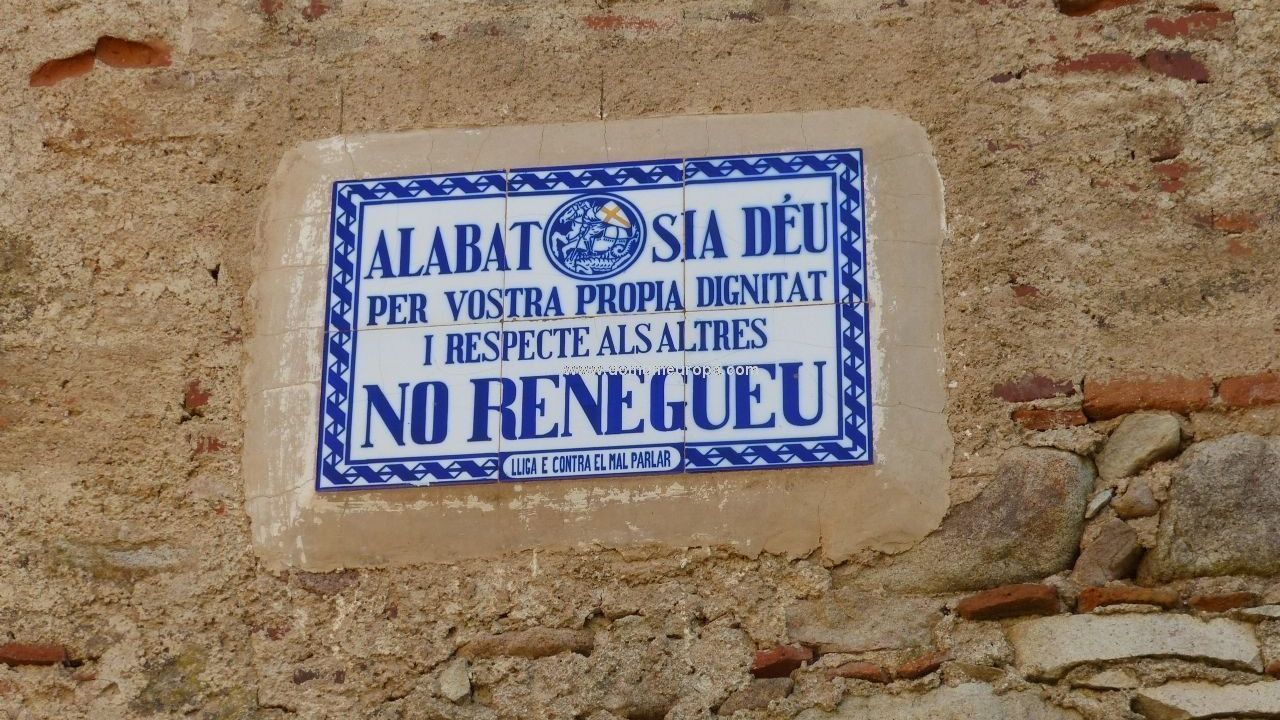 ALABAT SIA DÉU
PER VOSTRA PROPIA DIGNITAT
I RESPECTE ALS ALTRES
NO RENEGUEU
LLIGA E CONTRA EL MAL PARLAR